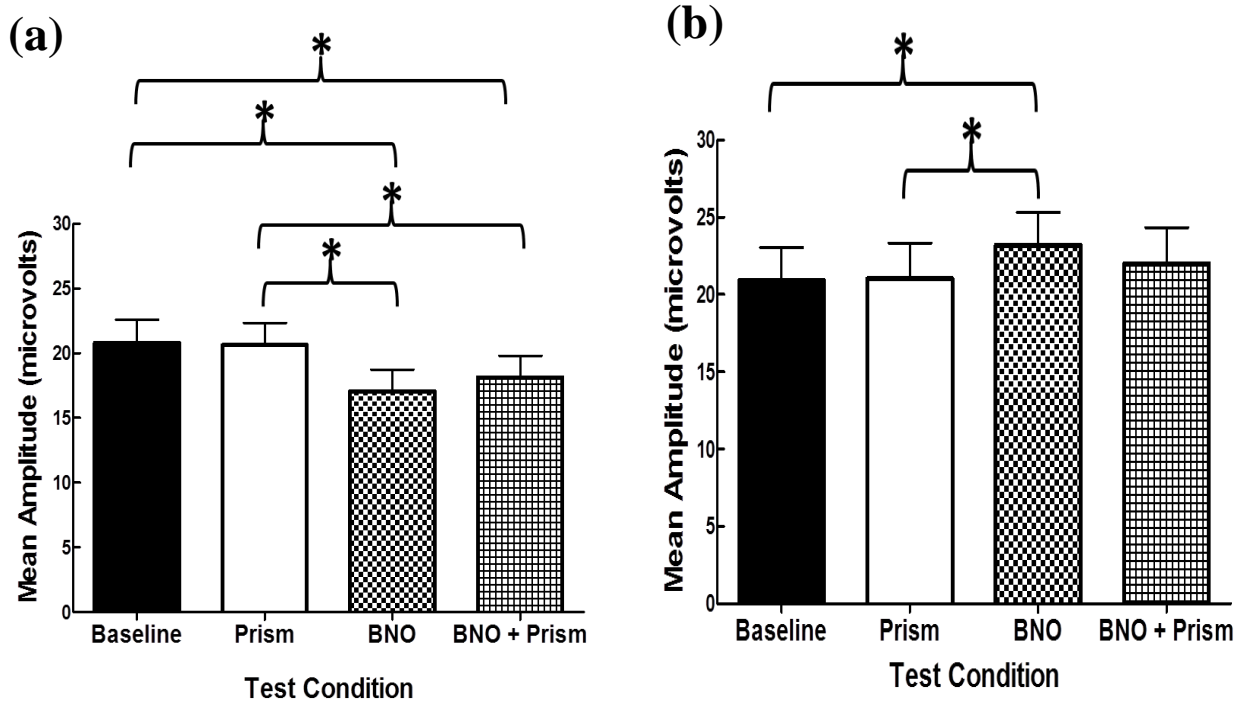 (a)
*
*
*
*
Mean Amplitude (microvolts)
30
25
20
15
10
5
0
Baseline Prism BNO BNO + Prism
Test Condition
(b)
*
*
Mean Amplitude (microvolts)
30
25
20
15
10
5
0
Baseline Prism BNO BNO + Prism
Test Condition